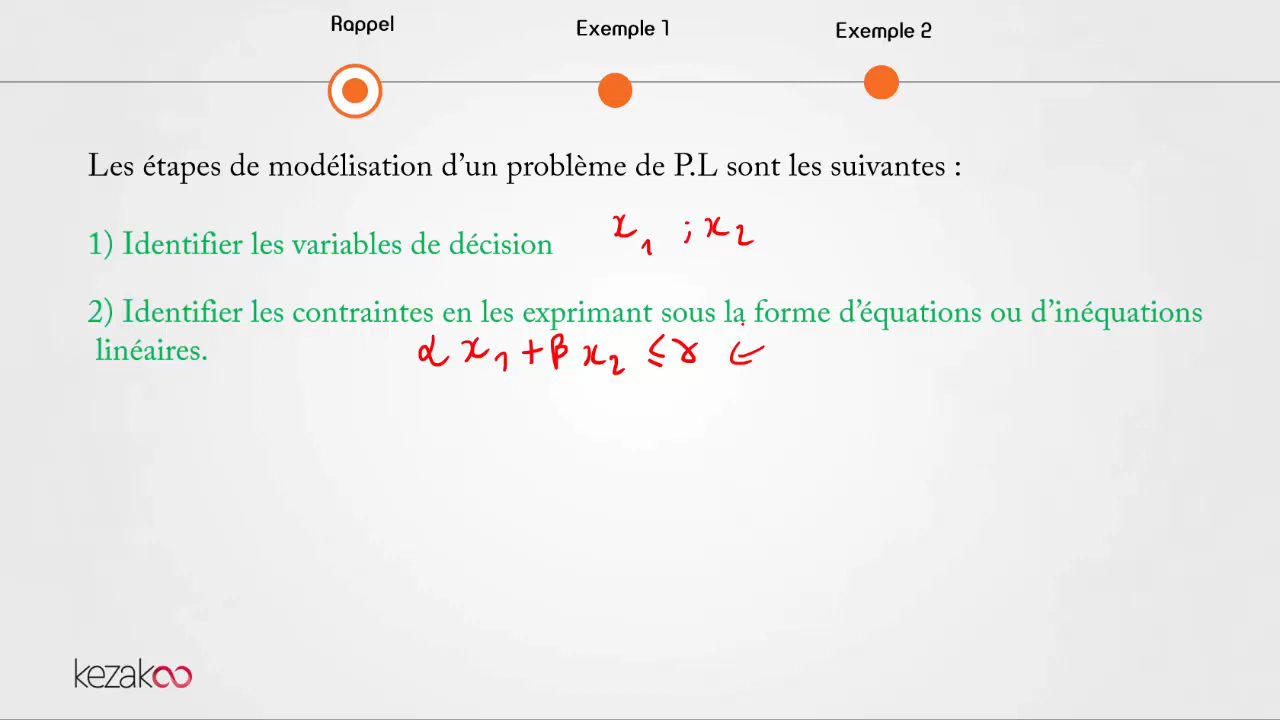 Rappel
Exemple 1
Exemple 2
Les étapes de modélisation d’un problème de P.L sont les suivantes :
1) Identifier les variables de décision x₁ ; x₂
2) Identifier les contraintes en les exprimant sous la forme d’équations ou d’inéquations
linéaires. α x₁ + β x₂ ≤ γ
kezakoo